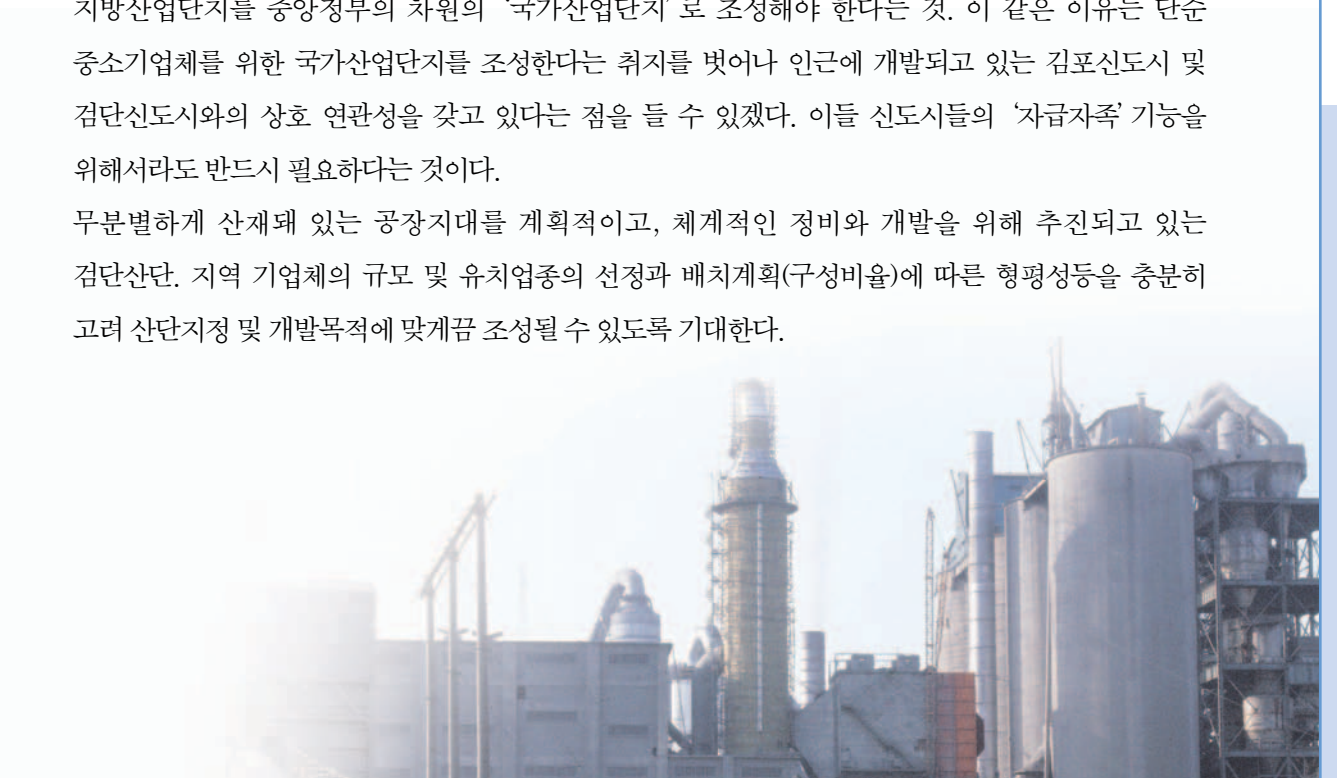 지방산업단지를 중앙정부의 차원의 ‘국가산업단지’로 조성해야 한다는 것. 이 같은 이유는 단순
중소기업체를 위한 국가산업단지를 조성한다는 취지를 벗어나 인근에 개발되고 있는 김포신도시 및
검단신도시와의 상호 연관성을 갖고 있다는 점을 들 수 있겠다. 이들 신도시들의 ‘자급자족’ 기능을
위해서라도 반드시 필요하다는 것이다.
무분별하게 산재돼 있는 공장지대를 계획적이고, 체계적인 정비와 개발을 위해 추진되고 있는
검단산단. 지역 기업체의 규모 및 유치업종의 선정과 배치계획(구성비율)에 따른 형평성등을 충분히
고려 산단지정 및 개발목적에 맞게끔 조성될 수 있도록 기대한다.